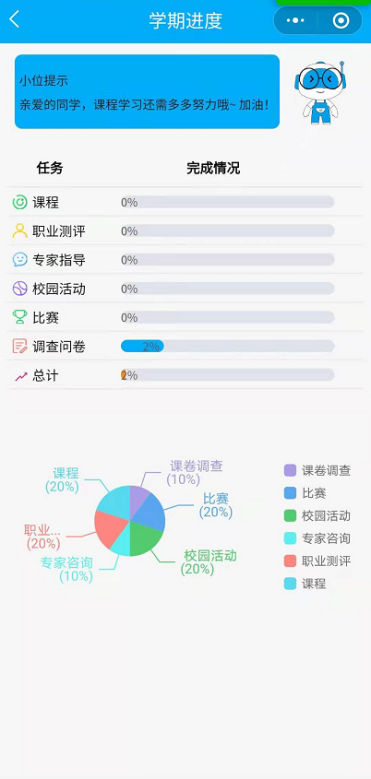 学期进度
小位提示
亲爱的同学，课程学习还需多多努力哦~ 加油！
任务 完成情况
课程 0%
职业测评 0%
专家指导 0%
校园活动 0%
比赛 0%
调查问卷 2%
总计 2%
课卷调查
(10%)
课程
(20%)
比赛
(20%)
职业...
(20%)
校园活动
(20%)
专家咨询
(10%)
课卷调查
比赛
校园活动
专家咨询
职业测评
课程